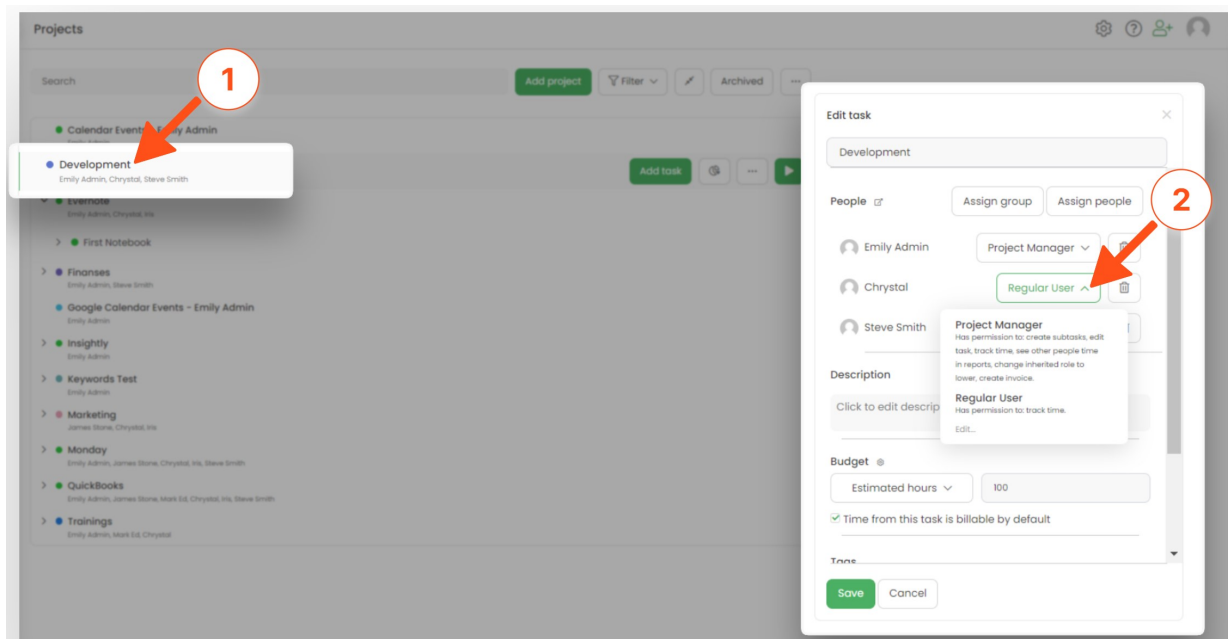 Projects
Search
Add project
Filter
Archived
...
1
Calendar Events - Emily Admin
Emily Admin
Development
Emily Admin, Chrystal, Steve Smith
Add task
...
Evernote
Emily Admin, Chrystal, Iris
First Notebook
Finanses
Emily Admin, Steve Smith
Google Calendar Events - Emily Admin
Emily Admin
Insightly
Emily Admin
Keywords Test
Emily Admin
Marketing
James Stone, Chrystal, Iris
Monday
Emily Admin, James Stone, Chrystal, Iris, Steve Smith
QuickBooks
Emily Admin, James Stone, Mark Ed, Chrystal, Iris, Steve Smith
Trainings
Emily Admin, Mark Ed, Chrystal
Edit task
Development
People
Assign group
Assign people
2
Emily Admin
Project Manager
Chrystal
Regular User
Steve Smith
Project Manager
Has permission to: create subtasks, edit
task, track time, see other people time
in reports, change inherited role to
lower, create invoice.
Regular User
Has permission to: track time.
Edit...
Description
Click to edit descrip
Budget
Estimated hours
100
Time from this task is billable by default
Tags
Save
Cancel